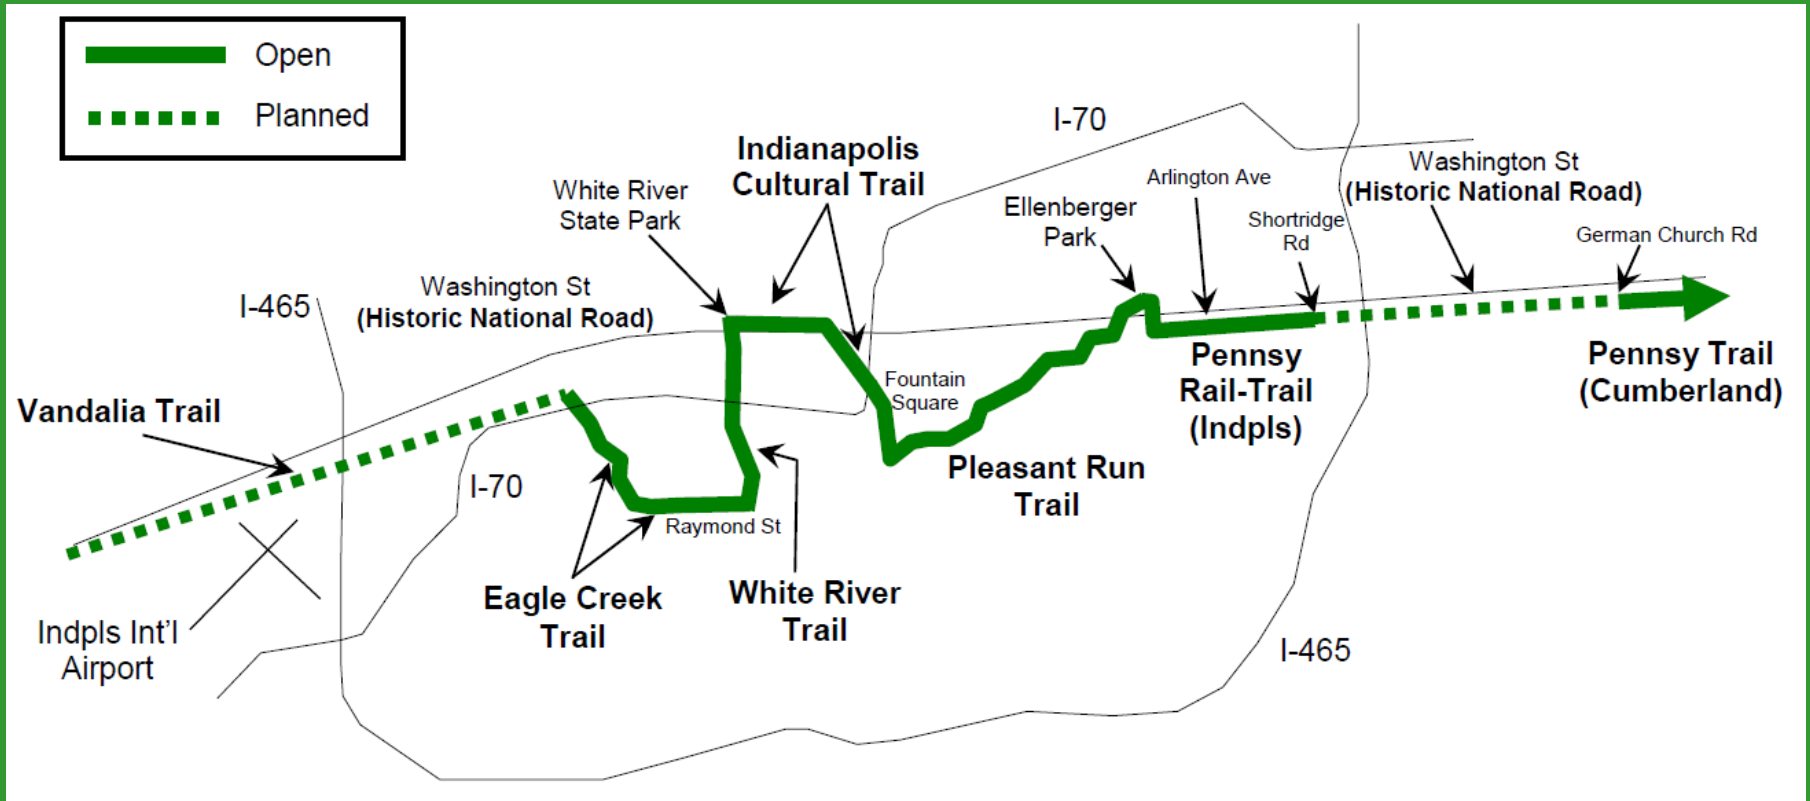 Open
Planned
Indianapolis
Cultural Trail
White River
State Park
I-70
Ellenberger
Park
Arlington Ave
Shortridge
Rd
Washington St
(Historic National Road)
German Church Rd
I-465
Washington St
(Historic National Road)
Vandalia Trail
Fountain
Square
Pennsy
Rail-Trail
(Indpls)
Pennsy Trail
(Cumberland)
I-70
Raymond St
Pleasant Run
Trail
Eagle Creek
Trail
White River
Trail
Indpls Int'l
Airport
I-465